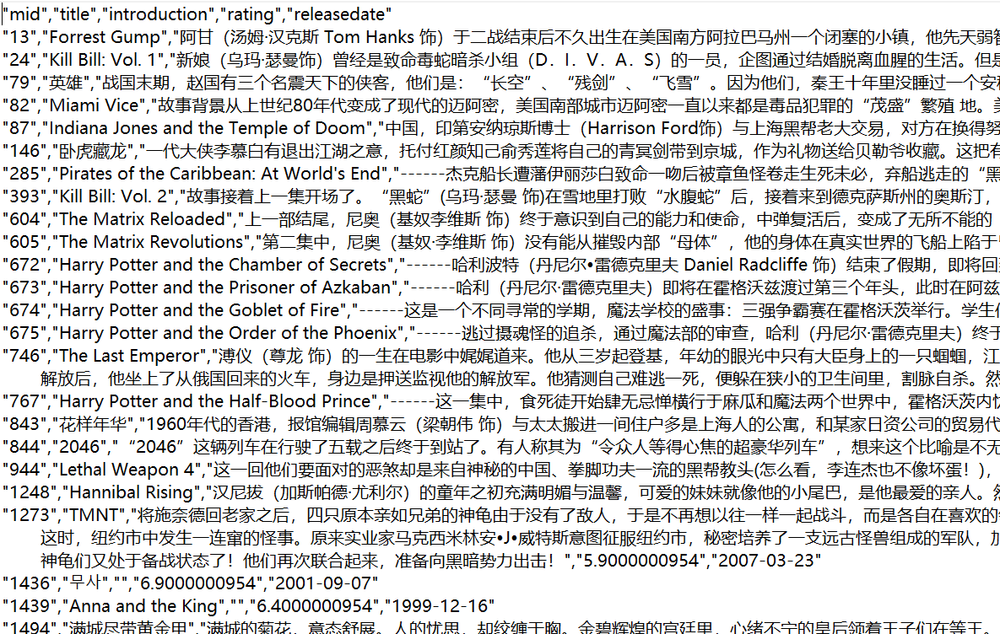 "mid","title","introduction","rating","releasedate"
"13","Forrest Gump","阿甘（汤姆·汉克斯 Tom Hanks 饰）于二战结束后不久出生在美国南方阿拉巴马州一个闭塞的小镇，他先天弱智
"24","Kill Bill: Vol. 1","新娘（乌玛·瑟曼饰）曾经是致命毒蛇暗杀小组（D．I．V．A．S）的一员，企图通过结婚脱离血腥的生活。但是
"79","英雄","战国末期，赵国有三个名震天下的侠客，他们是：“长空”、“残剑”、“飞雪”。因为他们，秦王十年里没睡过一个安稳
"82","Miami Vice","故事背景从上世纪80年代变成了现代的迈阿密，美国南部城市迈阿密一直以来都是毒品犯罪的“茂盛”繁殖 地。美
"87","Indiana Jones and the Temple of Doom","中国，印第安纳琼斯博士（Harrison Ford饰）与上海黑帮老大交易，对方在换得努
"146","卧虎藏龙","一代大侠李慕白有退出江湖之意，托付红颜知己俞秀莲将自己的青冥剑带到京城，作为礼物送给贝勒爷收藏。这把有
"285","Pirates of the Caribbean: At World's End","------杰克船长遭藩伊丽莎白致命一吻后被章鱼怪卷走生死未必，弃船逃走的“黑
"393","Kill Bill: Vol. 2","故事接着上一集开场了。“黑蛇”(乌玛·瑟曼 饰)在雪地里打败“水腹蛇”后，接着来到德克萨斯州的奥斯汀，
"604","The Matrix Reloaded","上一部结尾，尼奥（基奴李维斯 饰）终于意识到自己的能力和使命，中弹复活后，变成了无所不能的
"605","The Matrix Revolutions","第二集中，尼奥（基奴·李维斯 饰）没有能从摧毁内部“母体”，他的身体在真实世界的飞船上陷于
"672","Harry Potter and the Chamber of Secrets","------哈利波特（丹尼尔•雷德克里夫 Daniel Radcliffe 饰）结束了假期，即将回到
"673","Harry Potter and the Prisoner of Azkaban","------哈利（丹尼尔·雷德克里夫）即将在霍格沃兹渡过第三个年头，此时在阿兹
"674","Harry Potter and the Goblet of Fire","------这是一个不同寻常的学期，魔法学校的盛事：三强争霸赛在霍格沃茨举行。学生们
"675","Harry Potter and the Order of the Phoenix","------逃过摄魂怪的追杀，通过魔法部的审查，哈利（丹尼尔·雷德克里夫）终于
"746","The Last Emperor","溥仪（尊龙 饰）的一生在电影中娓娓道来。他从三岁起登基，年幼的眼光中只有大臣身上的一只蝈蝈，江
解放后，他坐上了从俄国回来的火车，身边是押送监视他的解放军。他猜测自己难逃一死，便躲在狭小的卫生间里，割脉自杀。然
"767","Harry Potter and the Half-Blood Prince","------这一集中，食死徒开始肆无忌惮横行于麻瓜和魔法两个世界中，霍格沃茨内忧
"843","花样年华","1960年代的香港，报馆编辑周慕云（梁朝伟 饰）与太太搬进一间住户多是上海人的公寓，和某家日资公司的贸易代
"844","2046","“2046”这辆列车在行驶了五载之后终于到站了。有人称其为“令众人等得心焦的超豪华列车”，想来这个比喻是不无
"944","Lethal Weapon 4","这一回他们要面对的恶煞却是来自神秘的中国、拳脚功夫一流的黑帮教头(怎么看，李连杰也不像坏蛋！)，
"1248","Hannibal Rising","汉尼拔（加斯帕德·尤利尔）的童年之初充满明媚与温馨，可爱的妹妹就像他的小尾巴，是他最爱的亲人。然
"1273","TMNT","将施奈德回老家之后，四只原本亲如兄弟的神龟由于没有了敌人，于是不再想以往一样一起战斗，而是各自在喜欢的
这时，纽约市中发生一连窜的怪事。原来实业家马克西米林安•J•威特斯意图征服纽约市，秘密培养了一支远古怪兽组成的军队，加
神龟们又处于备战状态了！他们再次联合起来，准备向黑暗势力出击！","5.9000000954","2007-03-23"
"1436","무사","","6.9000000954","2001-09-07"
"1439","Anna and the King","","6.4000000954","1999-12-16"
"1494","满城尽带黄金甲","满城的菊花，意态舒展。人的忧思，却绞缠于胸。金碧辉煌的宫廷里，心绪不宁的皇后领着王子们在等王。